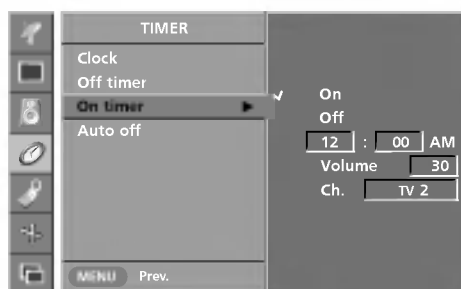 TIMER
Clock
Off timer
On timer
Auto off
MENU Prev.
On
Off
12 : 00 AM
Volume 30
Ch. TV 2